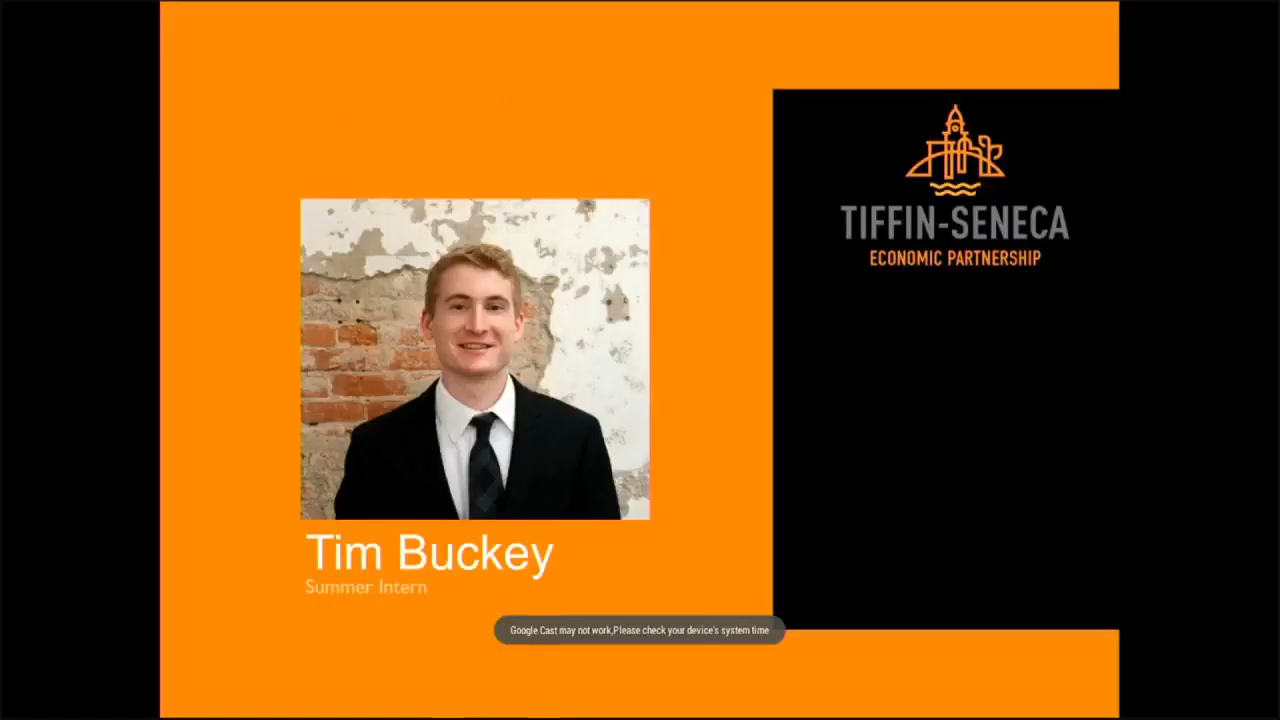 TIFFIN-SENECA
ECONOMIC PARTNERSHIP
Tim Buckey
Summer Intern
Google Cast may not work,Please check your device's system time